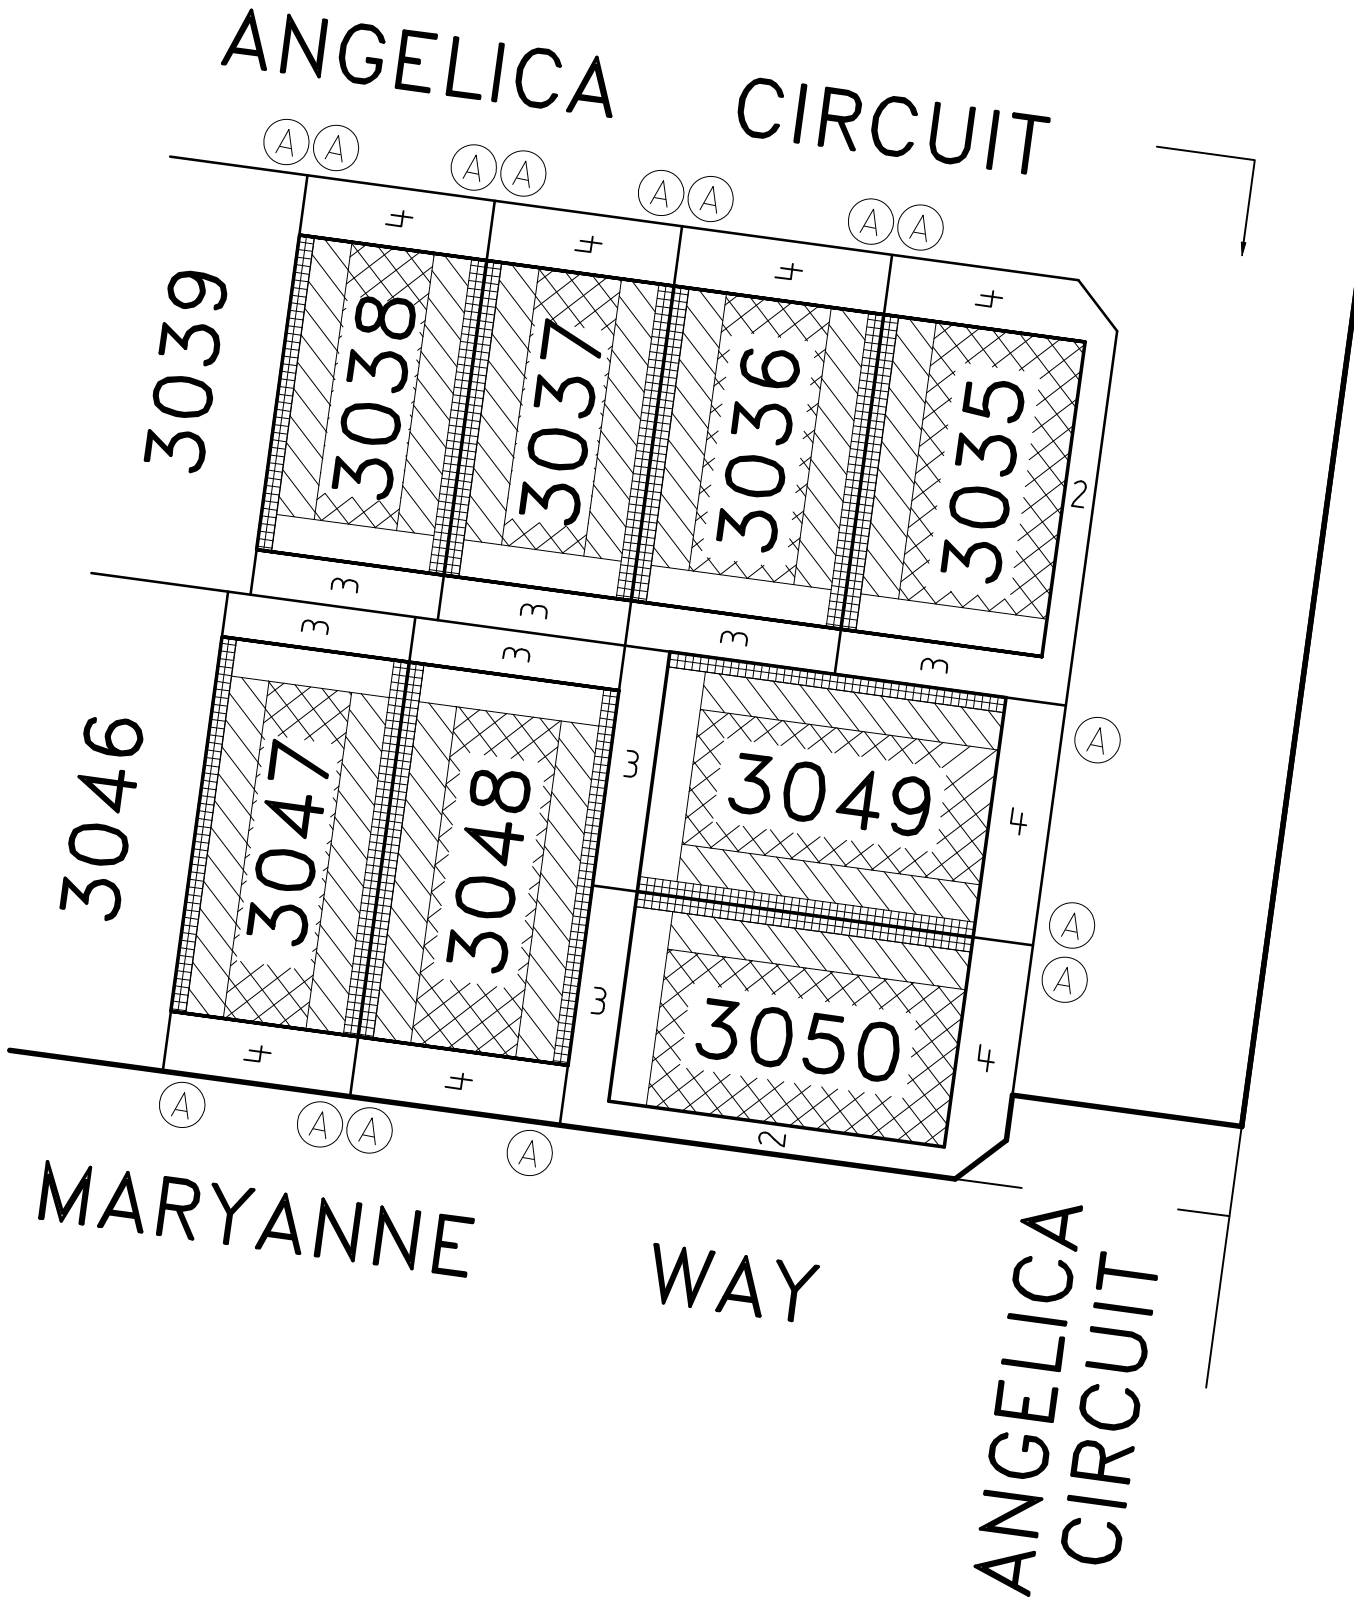 ANGELICA CIRCUIT
A A A A A A A A
4 4 4 4
3039 3038 3037 3036 3035
2
3 3 3 3
3 3
3046 3047 3048
3 3049 4
A
A
A
3 3050 4
4 4
2
A A A A
MARYANNE WAY
ANGELICA
CIRCUIT